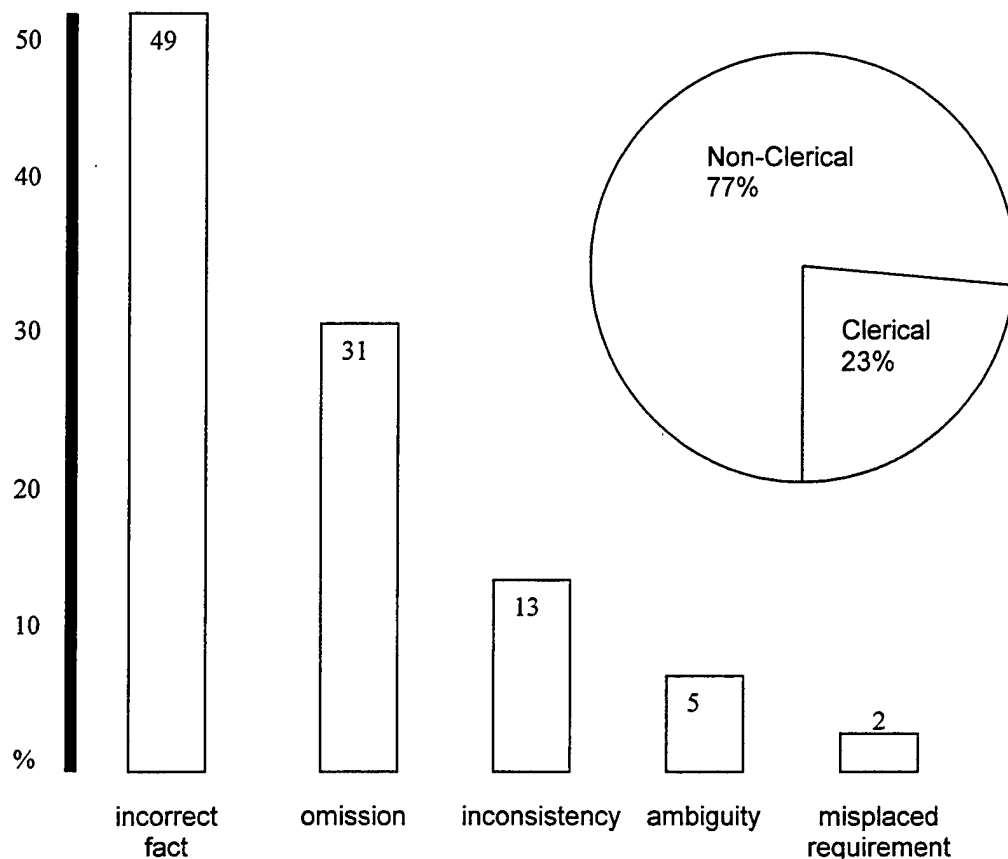 50
40
30
20
10
%
49
31
13
5
2
incorrect
fact
omission
inconsistency
ambiguity
misplaced
requirement
Non-Clerical
77%
Clerical
23%